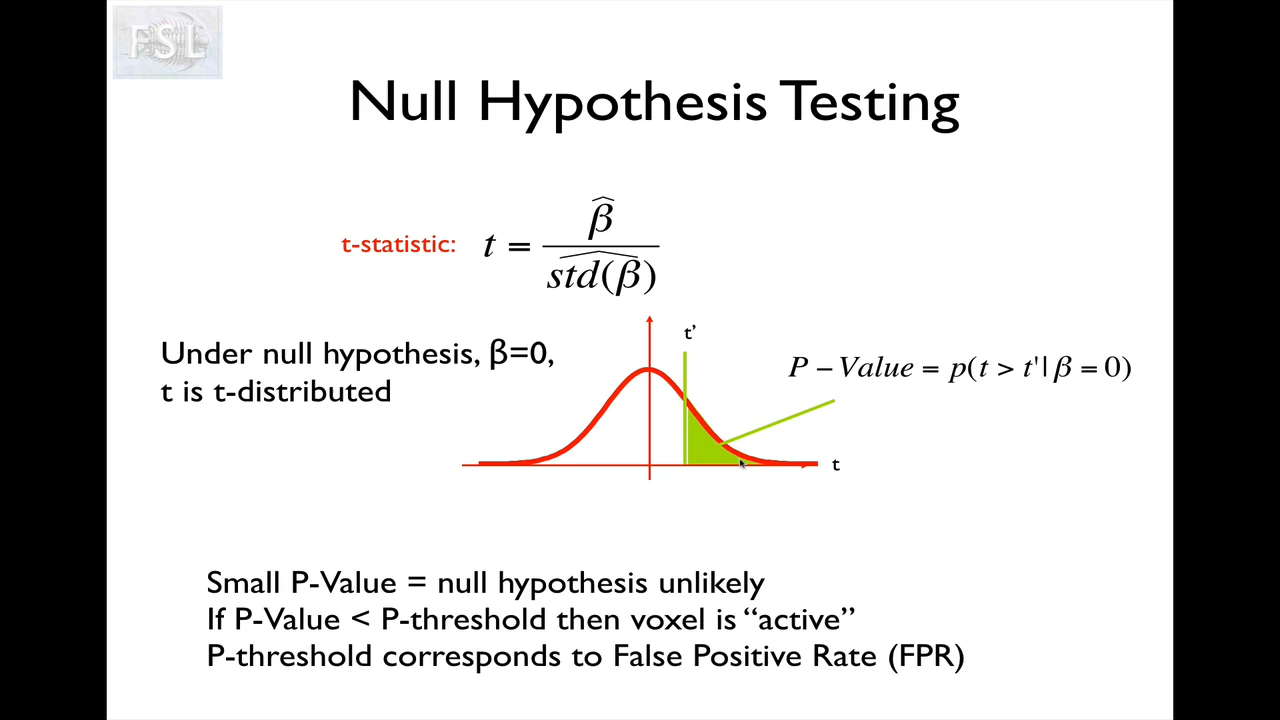 FSL
Null Hypothesis Testing
t-statistic: t = β̂ / std(β)̂
Under null hypothesis, β=0,
t is t-distributed
t’
P – Value = p(t > t'| β = 0)
t
Small P-Value = null hypothesis unlikely
If P-Value < P-threshold then voxel is “active”
P-threshold corresponds to False Positive Rate (FPR)